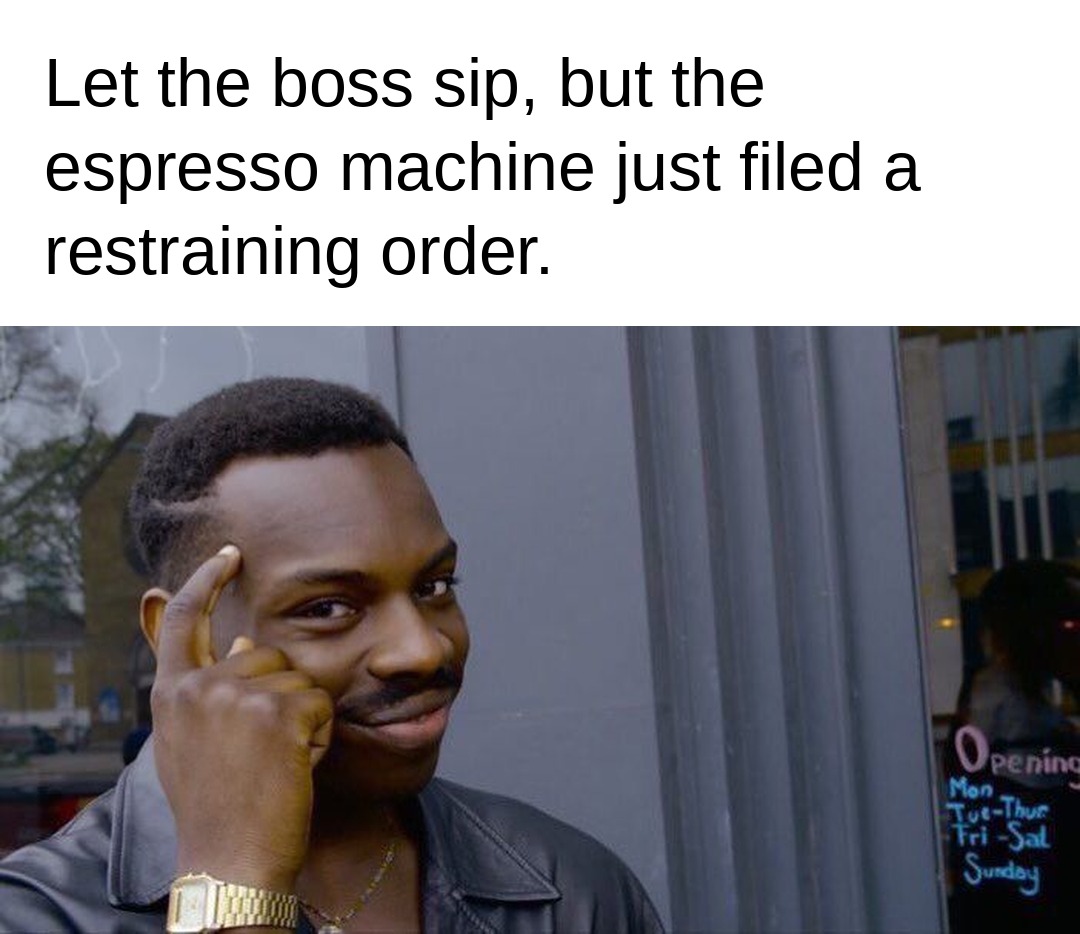 Let the boss sip, but the
espresso machine just filed a
restraining order.
Opening
Mon
Tue-Thur
Fri -Sat
Sunday